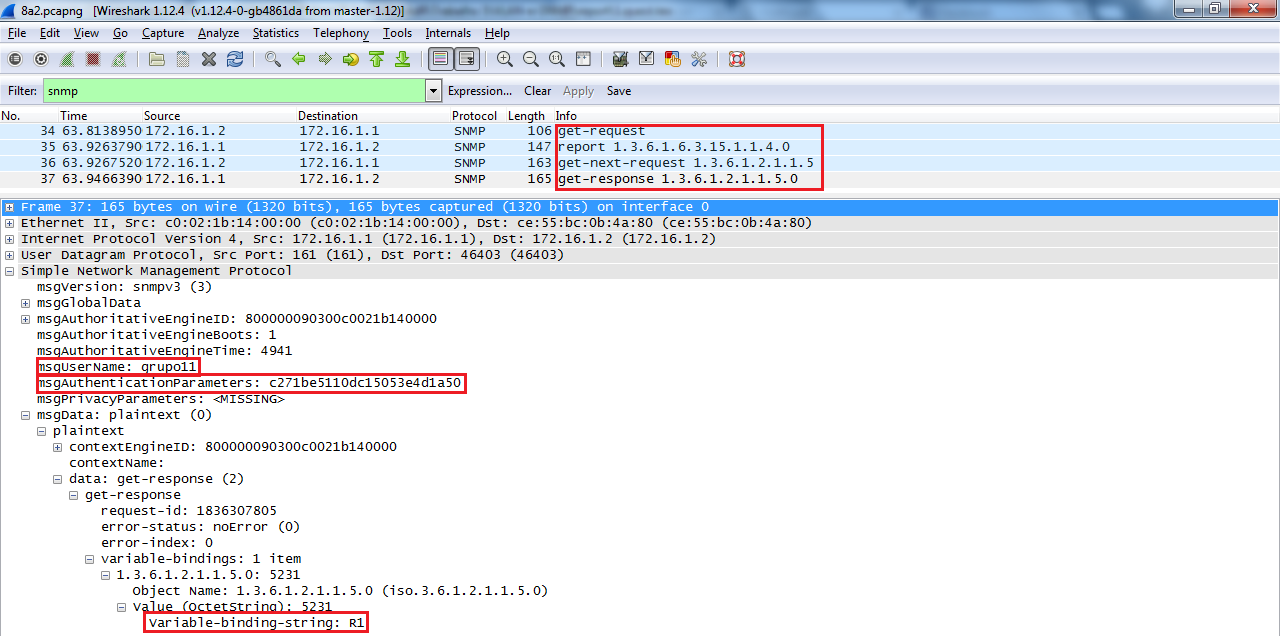 8a2.pcapng [Wireshark 1.12.4 (v1.12.4-0-gb4861da from master-1.12)]
File Edit View Go Capture Analyze Statistics Telephony Tools Internals Help
Filter: snmp Expression... Clear Apply Save
No. Time Source Destination Protocol Length Info
34 63.8138950 172.16.1.2 172.16.1.1 SNMP 106 get-request
35 63.9263790 172.16.1.1 172.16.1.2 SNMP 147 report 1.3.6.1.6.3.15.1.1.4.0
36 63.9267520 172.16.1.2 172.16.1.1 SNMP 163 get-next-request 1.3.6.1.2.1.1.5
37 63.9466390 172.16.1.1 172.16.1.2 SNMP 165 get-response 1.3.6.1.2.1.1.5.0
Frame 37: 165 bytes on wire (1320 bits), 165 bytes captured (1320 bits) on interface 0
Ethernet II, Src: c0:02:1b:14:00:00 (c0:02:1b:14:00:00), Dst: ce:55:bc:0b:4a:80 (ce:55:bc:0b:4a:80)
Internet Protocol Version 4, Src: 172.16.1.1 (172.16.1.1), Dst: 172.16.1.2 (172.16.1.2)
User Datagram Protocol, Src Port: 161 (161), Dst Port: 46403 (46403)
Simple Network Management Protocol
msgVersion: snmpv3 (3)
msgGlobalData
msgAuthoritativeEngineID: 800000090300c0021b140000
msgAuthoritativeEngineBoots: 1
msgAuthoritativeEngineTime: 4941
msgUserName: grupo11
msgAuthenticationParameters: c271be5110dc15053e4d1a50
msgPrivacyParameters: <MISSING>
msgData: plaintext (0)
plaintext
contextEngineID: 800000090300c0021b140000
contextName:
data: get-response (2)
get-response
request-id: 1836307805
error-status: noError (0)
error-index: 0
variable-bindings: 1 item
1.3.6.1.2.1.1.5.0: 5231
Object Name: 1.3.6.1.2.1.1.5.0 (iso.3.6.1.2.1.1.5.0)
Value (OctetString): 5231
Variable-binding-string: R1